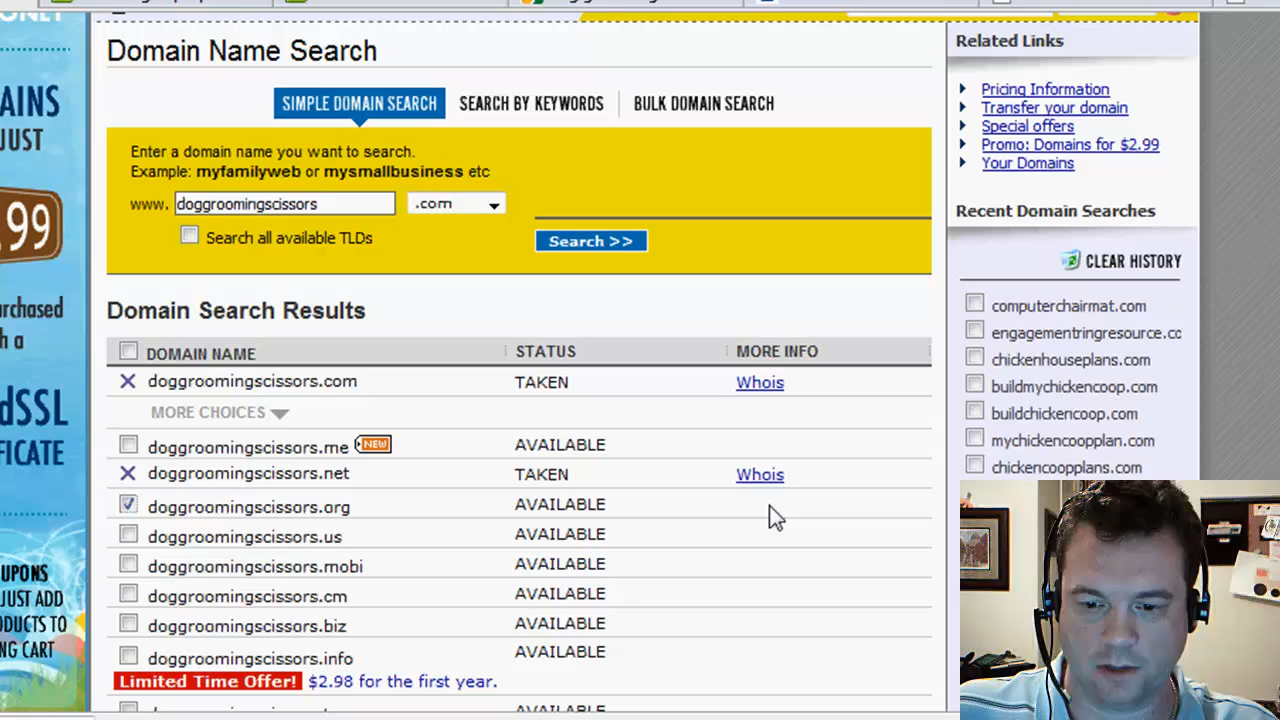 Domain Name Search
SIMPLE DOMAIN SEARCH
SEARCH BY KEYWORDS
BULK DOMAIN SEARCH
Enter a domain name you want to search.
Example: myfamilyweb or mysmallbusiness etc
www. doggroomingscissors .com
Search all available TLDs
Search >>
Domain Search Results
DOMAIN NAME STATUS MORE INFO
doggroomingscissors.com TAKEN Whois
MORE CHOICES
doggroomingscissors.me NEW AVAILABLE
doggroomingscissors.net TAKEN Whois
doggroomingscissors.org AVAILABLE
doggroomingscissors.us AVAILABLE
doggroomingscissors.mobi AVAILABLE
doggroomingscissors.cm AVAILABLE
doggroomingscissors.biz AVAILABLE
doggroomingscissors.info AVAILABLE
Limited Time Offer! $2.98 for the first year.
Related Links
Pricing Information
Transfer your domain
Special offers
Promo: Domains for $2.99
Your Domains
Recent Domain Searches
CLEAR HISTORY
computerchairmat.com
engagementringresource.cc
chickenhouseplans.com
buildmychickencoop.com
buildchickencoop.com
mychickencoopplan.com
chickencoopplans.com
AINS
JUST
.99
urchased
h a
dSSL
FICATE
UPONS
JUST ADD
ODUCTS TO
NG CART